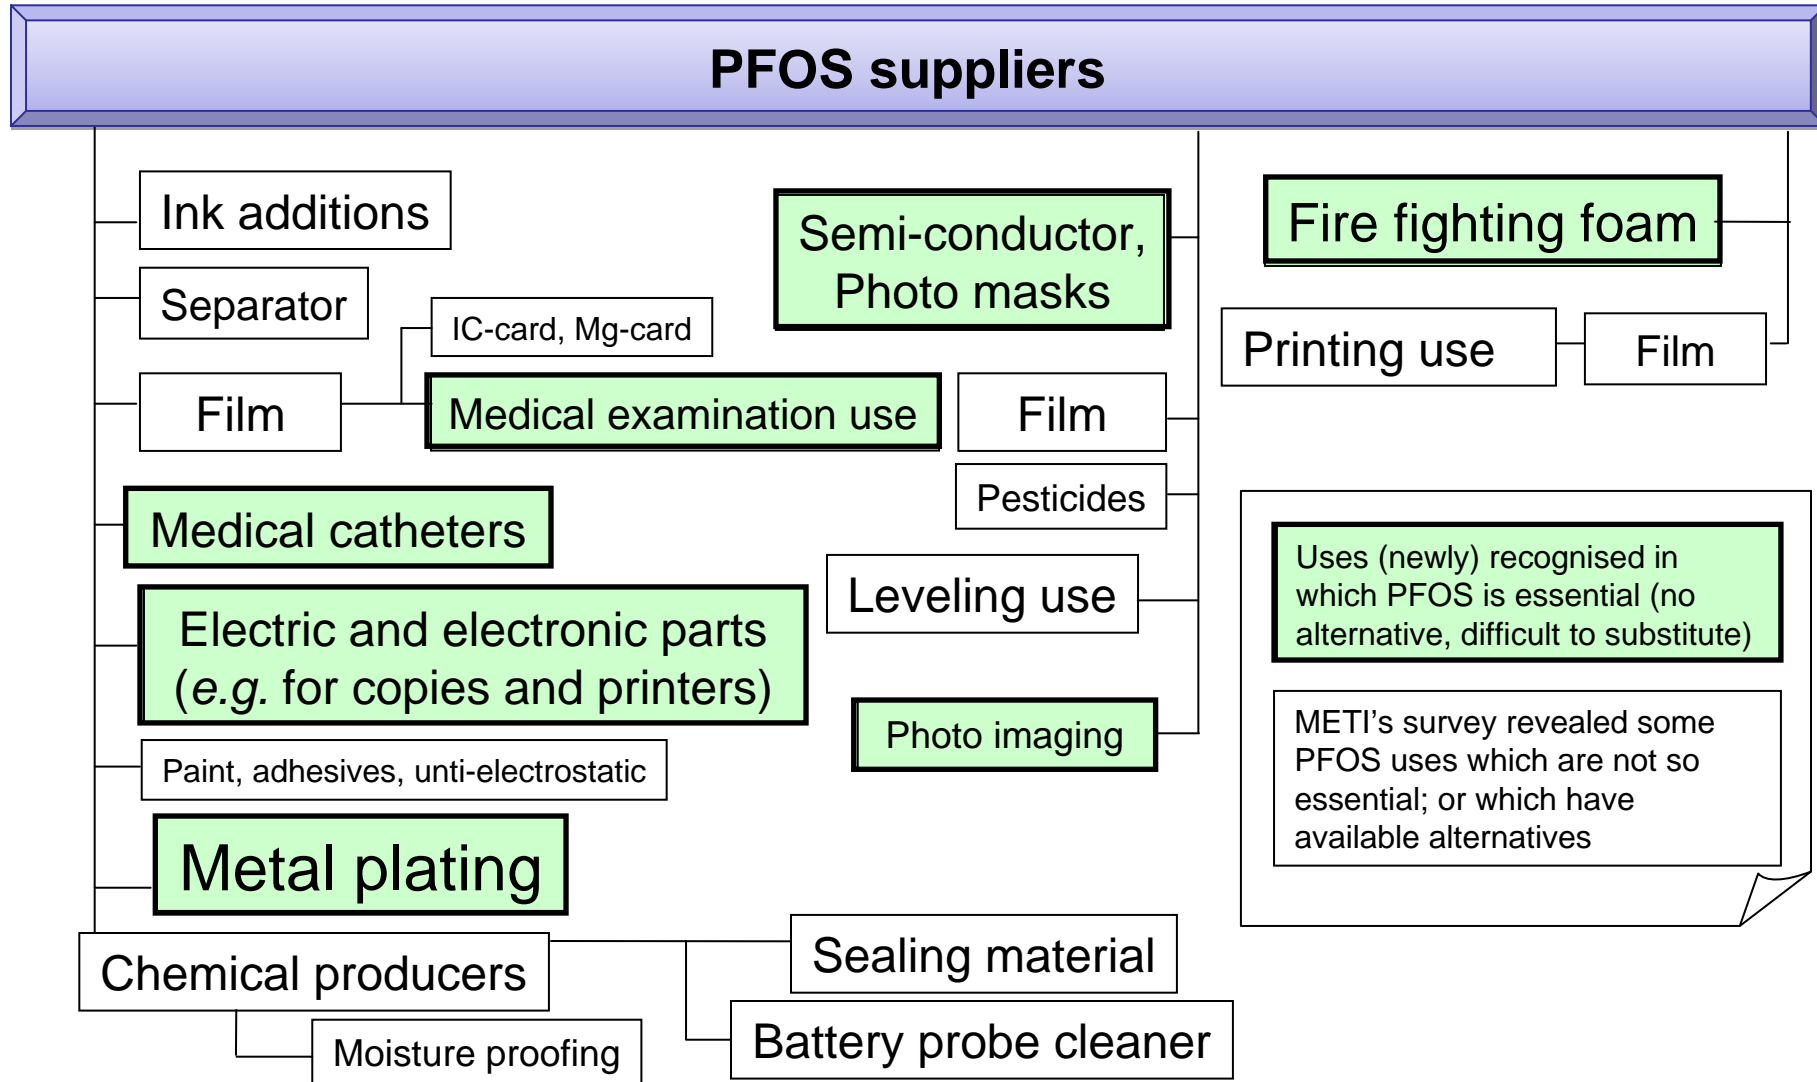 PFOS suppliers
Ink additions
Separator
IC-card, Mg-card
Film
Medical examination use
Medical catheters
Electric and electronic parts
(e.g. for copies and printers)
Paint, adhesives, unti-electrostatic
Metal plating
Chemical producers
Moisture proofing
Sealing material
Battery probe cleaner
Semi-conductor,
Photo masks
Film
Pesticides
Leveling use
Photo imaging
Fire fighting foam
Printing use
Film
Uses (newly) recognised in
which PFOS is essential (no
alternative, difficult to substitute)
METI’s survey revealed some
PFOS uses which are not so
essential; or which have
available alternatives